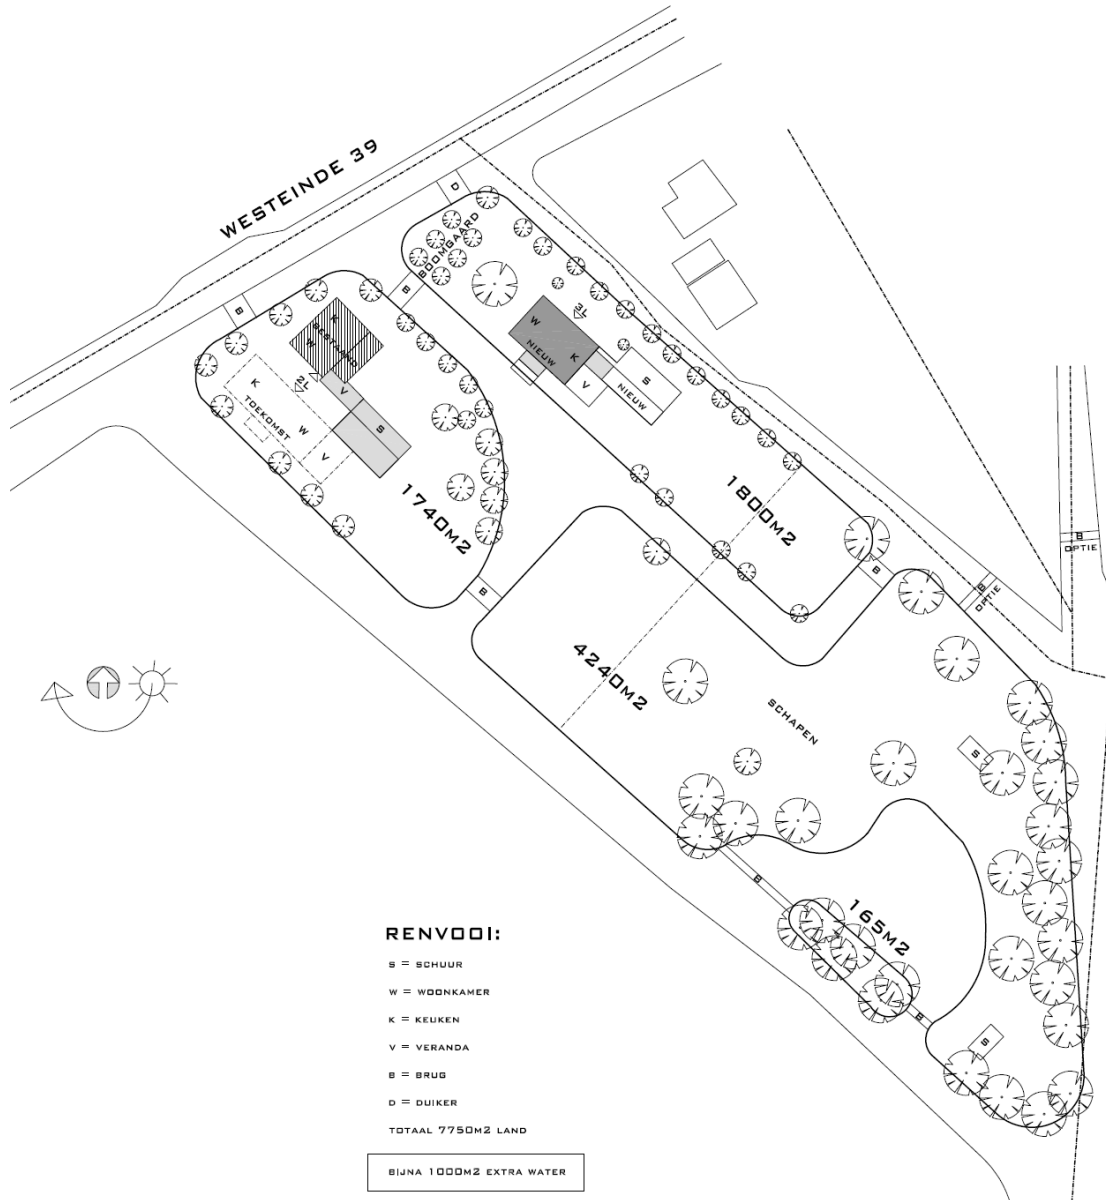 WESTEINDE 39
D
BOOMGAARD
B
B
K
W
BESTAAND
2L
V
S
K
TOEKOMST
W
V
1740M2
W
NIEUW
K
2L
V
S
NIEUW
1800M2
B
OPTIE
B
OPTIE
B
B
4240M2
SCHAPEN
S
B
165M2
B
S
RENVOOI:
S = SCHUUR
W = WOONKAMER
K = KEUKEN
V = VERANDA
B = BRUG
D = DUIKER
TOTAAL 7750M2 LAND
BIJNA 1000M2 EXTRA WATER